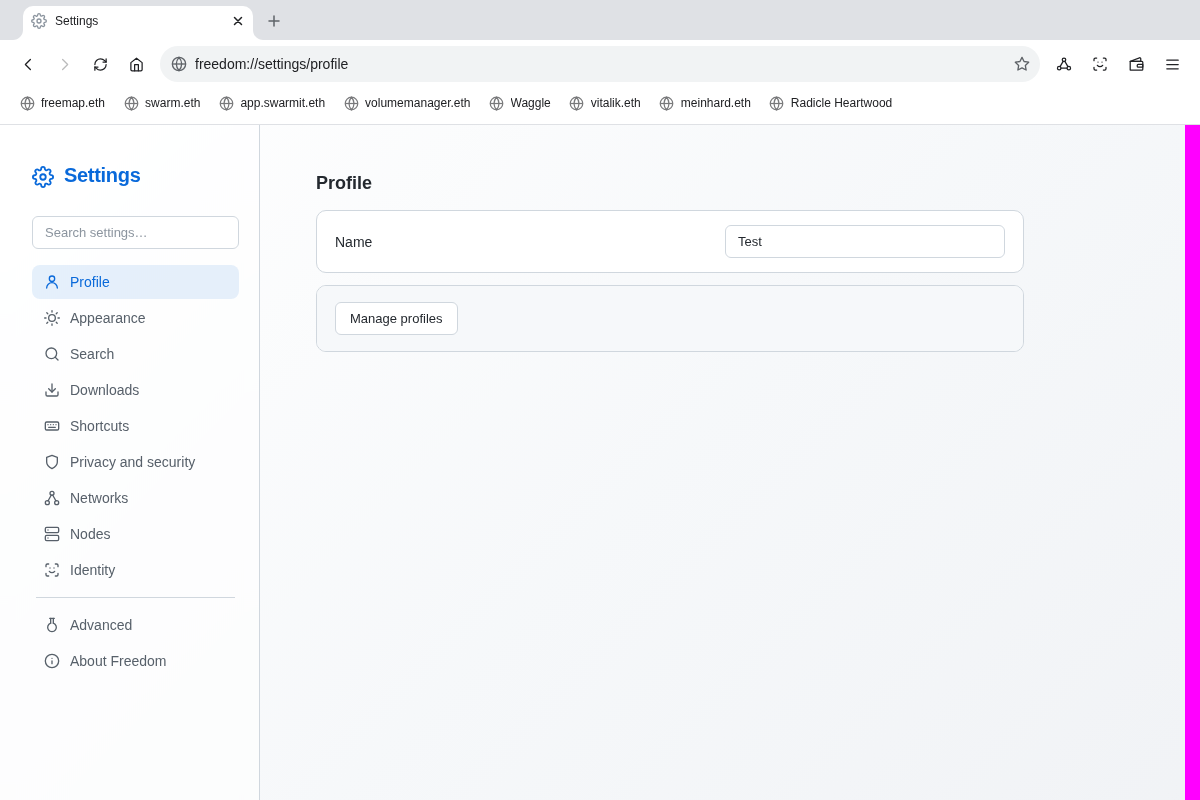 Settings
freedom://settings/profile
freemap.eth
swarm.eth
app.swarmit.eth
volumemanager.eth
Waggle
vitalik.eth
meinhard.eth
Radicle Heartwood
Settings
Search settings…
Profile
Appearance
Search
Downloads
Shortcuts
Privacy and security
Networks
Nodes
Identity
Advanced
About Freedom
Profile
Name
Test
Manage profiles